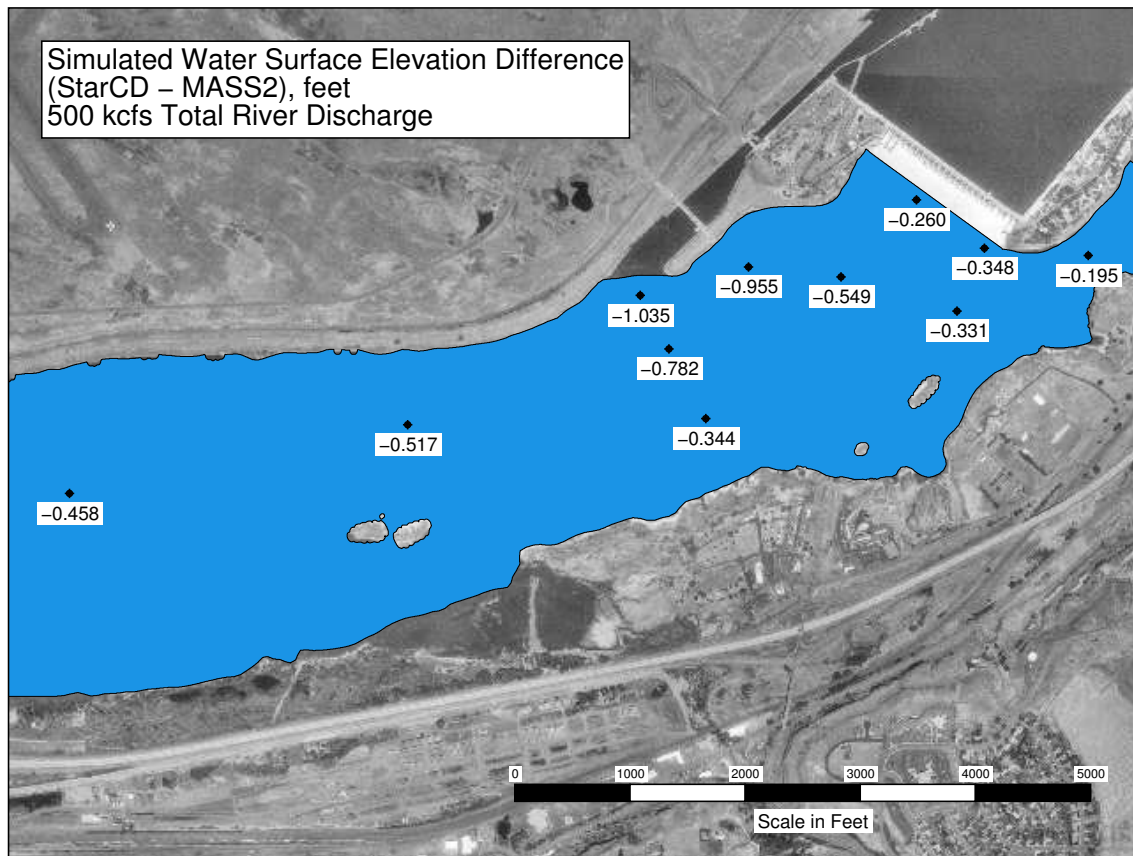 Simulated Water Surface Elevation Difference
(StarCD − MASS2), feet
500 kcfs Total River Discharge
−0.260
−0.348
−0.195
−0.955
−0.549
−1.035
−0.331
−0.782
−0.344
−0.517
−0.458
0 1000 2000 3000 4000 5000
Scale in Feet